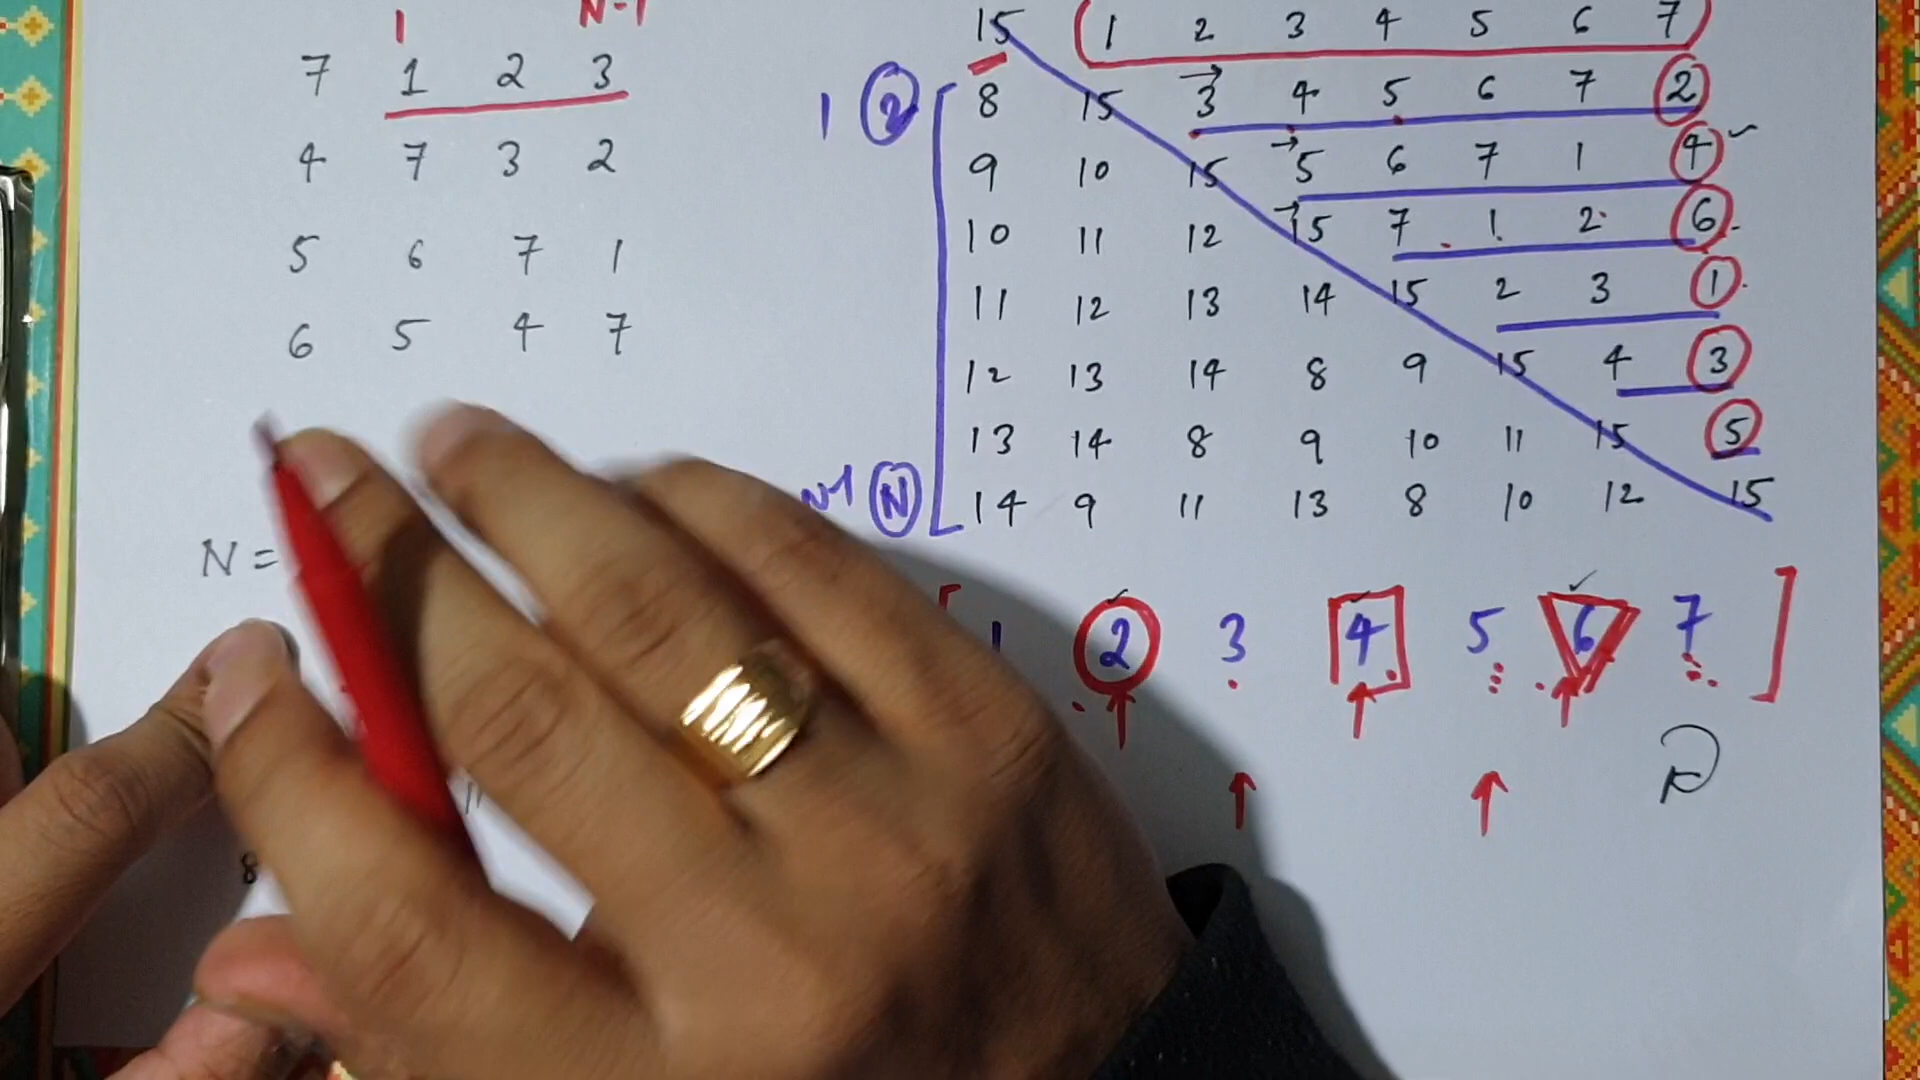 1 N-1
7 1 2 3
4 7 3 2
5 6 7 1
6 5 4 7
N =
8
15 1 2 3 4 5 6 7
1 2 8 15 3 4 5 6 7 2
9 10 15 5 6 7 1 4
10 11 12 15 7 1 2 6
11 12 13 14 15 2 3 1
12 13 14 8 9 15 4 3
13 14 8 9 10 11 15 5
N-1 N 14 9 11 13 8 10 12 15
[ 1 2 3 4 5 6 7 ]